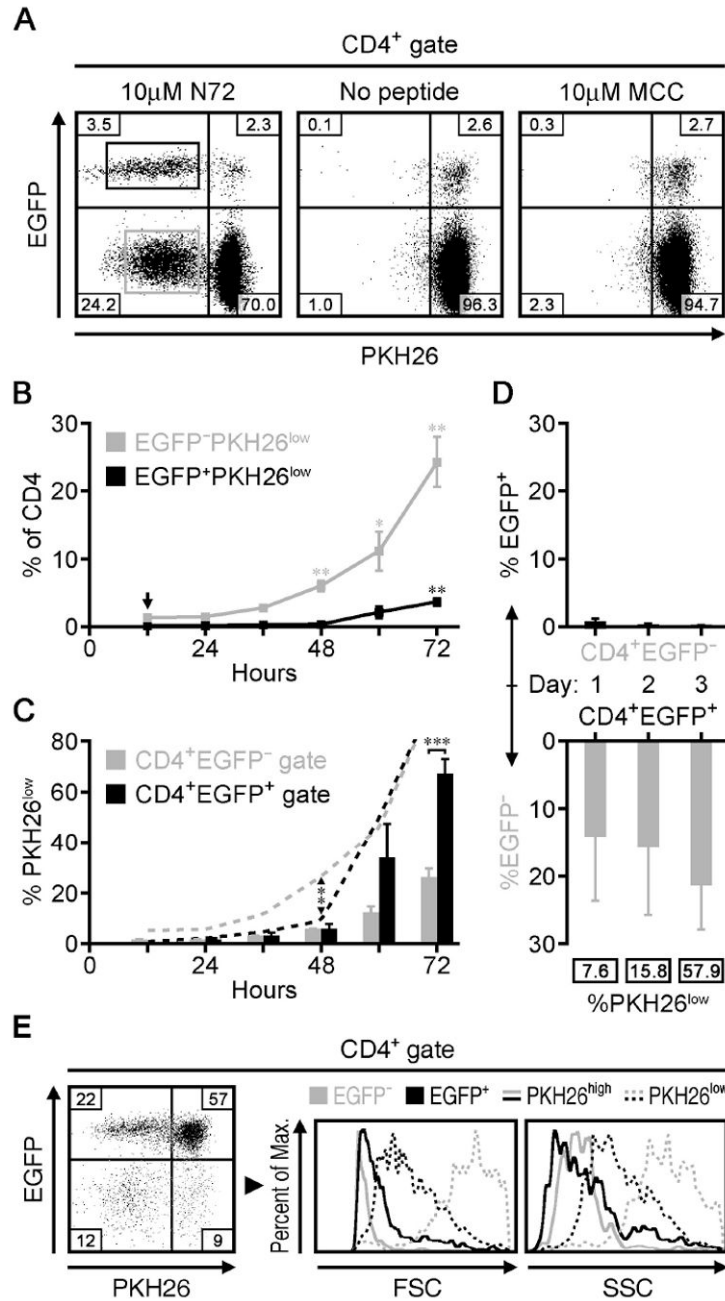 A
CD4⁺ gate
10µM N72 No peptide 10µM MCC
3.5 2.3 0.1 2.6 0.3 2.7
EGFP
24.2 70.0 1.0 96.3 2.3 94.7
PKH26
B
30
20
10
0
% of CD4
EGFP⁻PKH26ˡᵒʷ
EGFP⁺PKH26ˡᵒʷ
** * ** **
0 24 48 72
Hours
C
80
60
40
20
0
% PKH26ˡᵒʷ
CD4⁺EGFP⁻ gate
CD4⁺EGFP⁺ gate
***
***
0 24 48 72
Hours
D
30
20
10
0
% EGFP⁺
CD4⁺EGFP⁻
Day: 1 2 3
CD4⁺EGFP⁺
0
10
20
30
%EGFP⁻
7.6 15.8 57.9
%PKH26ˡᵒʷ
E
CD4⁺ gate
22 57
EGFP
12 9
PKH26
EGFP⁻ EGFP⁺ PKH26ʰⁱᵍʰ PKH26ˡᵒʷ
Percent of Max.
FSC SSC